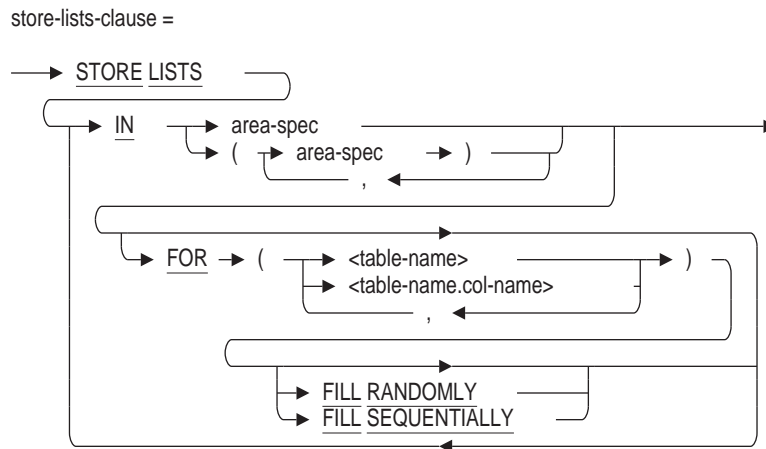 store-lists-clause =
STORE LISTS
IN area-spec
( area-spec )
,
FOR ( <table-name> )
<table-name.col-name>
,
FILL RANDOMLY
FILL SEQUENTIALLY